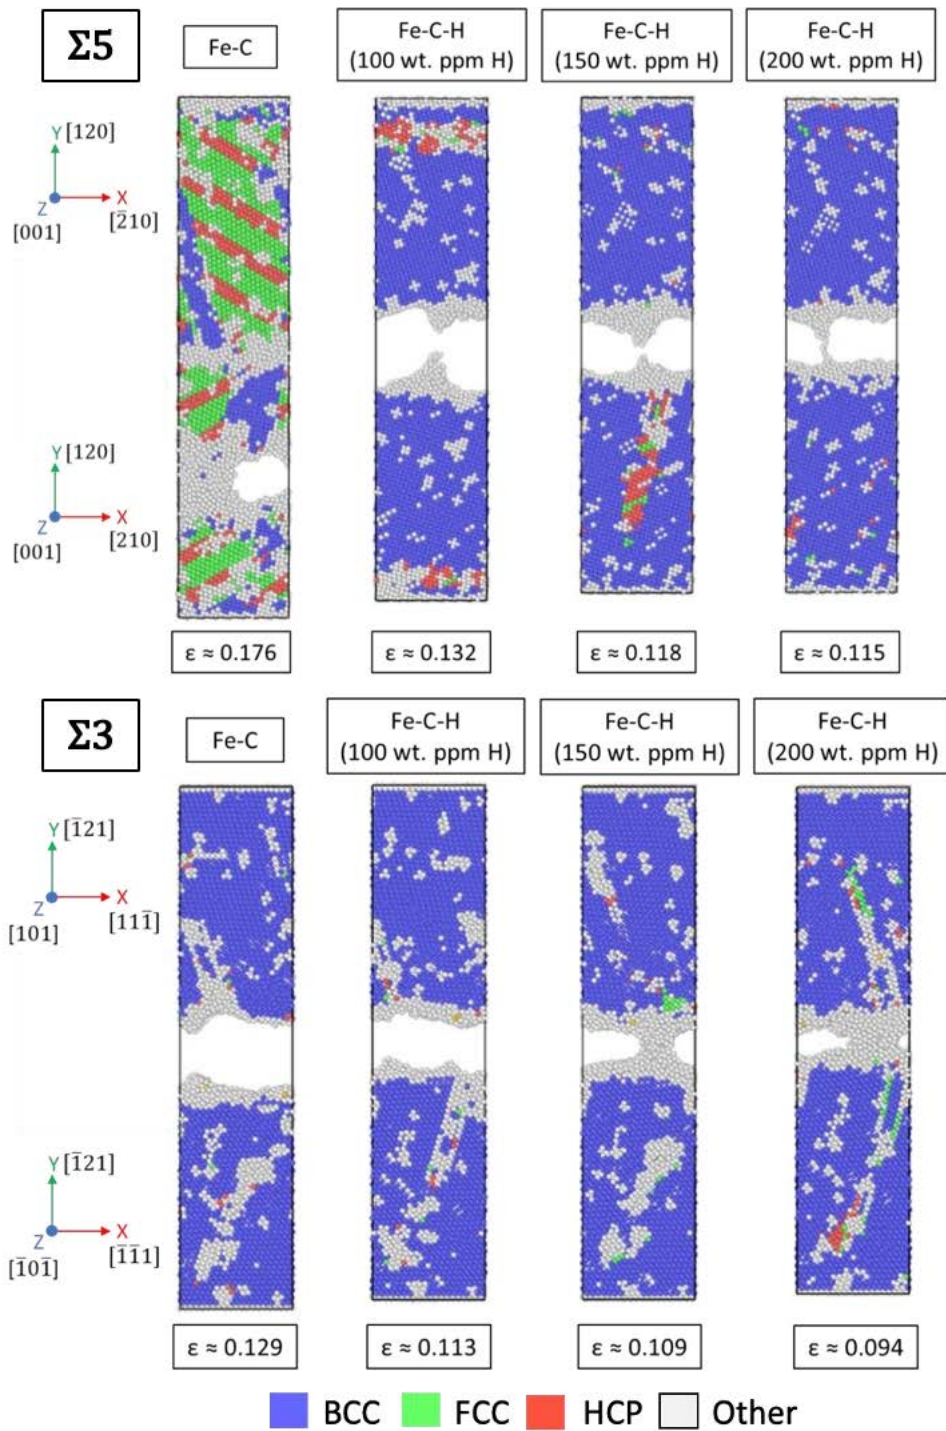 Σ5
Fe-C
Fe-C-H
(100 wt. ppm H)
Fe-C-H
(150 wt. ppm H)
Fe-C-H
(200 wt. ppm H)
Y [120]
X
Z
[001]
[2̄10]
Y [120]
X
Z
[001]
[210]
ε ≈ 0.176
ε ≈ 0.132
ε ≈ 0.118
ε ≈ 0.115
Σ3
Fe-C
Fe-C-H
(100 wt. ppm H)
Fe-C-H
(150 wt. ppm H)
Fe-C-H
(200 wt. ppm H)
Y [1̄21]
X
Z
[101]
[111̄]
Y [1̄21]
X
Z
[1̄01̄]
[1̄1̄1]
ε ≈ 0.129
ε ≈ 0.113
ε ≈ 0.109
ε ≈ 0.094
BCC
FCC
HCP
Other